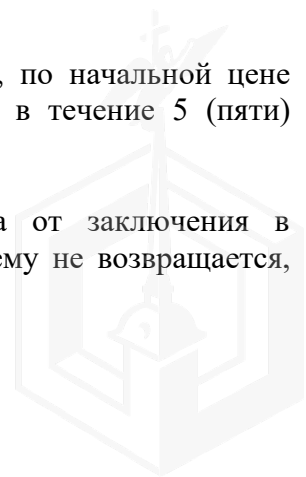 , по начальной цене
в течение 5 (пяти)
а от заключения в
ему не возвращается,